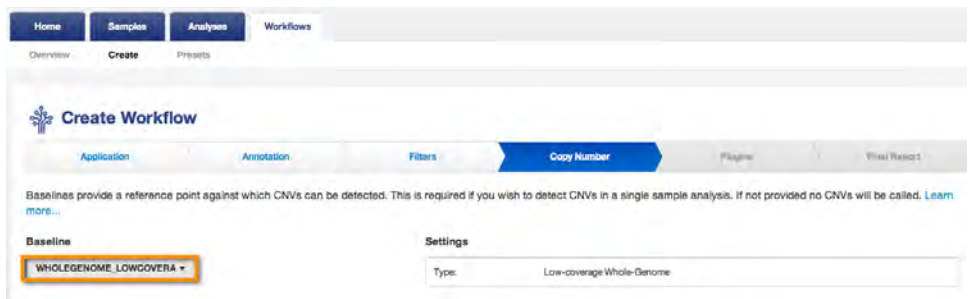 Home Samples Analyses Workflows
Overview Create Presets
Create Workflow
Application Annotation Filters Copy Number Plugins Final Report
Baselines provide a reference point against which CNVs can be detected. This is required if you wish to detect CNVs in a single sample analysis. If not provided no CNVs will be called. Learn
more...
Baseline Settings
WHOLEGENOME_LOWCOVERA Type: Low-coverage Whole-Genome